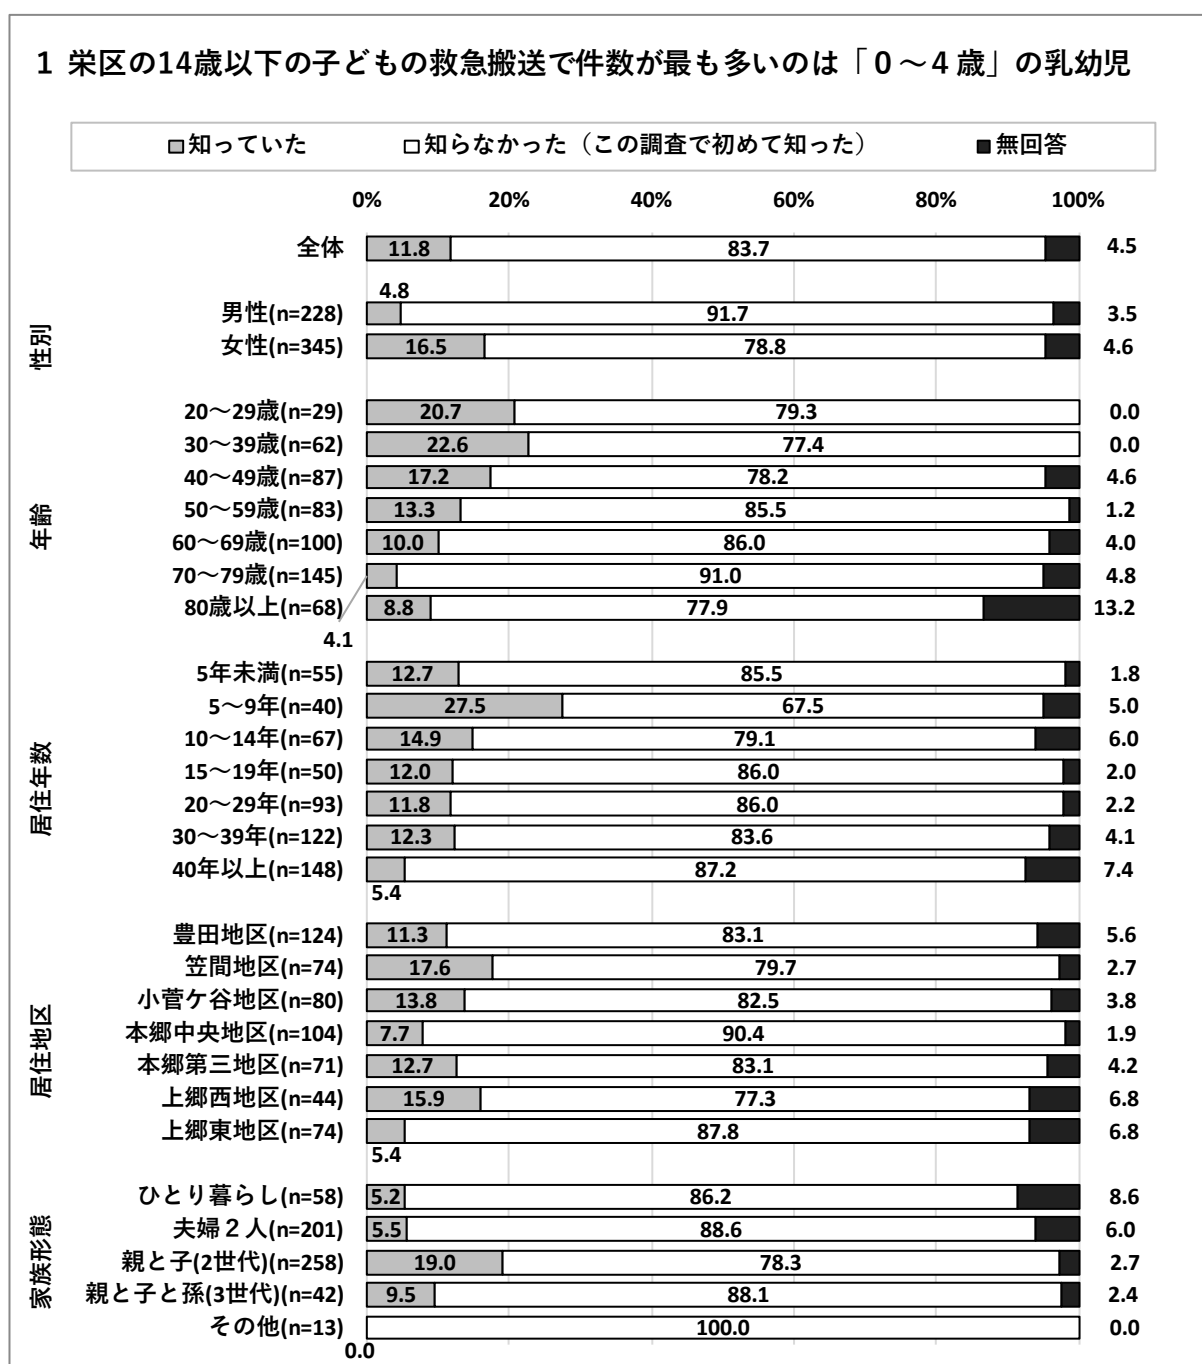 1 栄区の14歳以下の子どもの救急搬送で件数が最も多いのは「０～４歳」の乳幼児
知っていた 知らなかった（この調査で初めて知った） 無回答
0% 20% 40% 60% 80% 100%
全体 11.8 83.7 4.5
性別
4.8
男性(n=228) 91.7 3.5
女性(n=345) 16.5 78.8 4.6
年齢
20～29歳(n=29) 20.7 79.3 0.0
30～39歳(n=62) 22.6 77.4 0.0
40～49歳(n=87) 17.2 78.2 4.6
50～59歳(n=83) 13.3 85.5 1.2
60～69歳(n=100) 10.0 86.0 4.0
70～79歳(n=145) 91.0 4.8
80歳以上(n=68) 8.8 77.9 13.2
4.1
居住年数
5年未満(n=55) 12.7 85.5 1.8
5～9年(n=40) 27.5 67.5 5.0
10～14年(n=67) 14.9 79.1 6.0
15～19年(n=50) 12.0 86.0 2.0
20～29年(n=93) 11.8 86.0 2.2
30～39年(n=122) 12.3 83.6 4.1
40年以上(n=148) 87.2 7.4
5.4
居住地区
豊田地区(n=124) 11.3 83.1 5.6
笠間地区(n=74) 17.6 79.7 2.7
小菅ケ谷地区(n=80) 13.8 82.5 3.8
本郷中央地区(n=104) 7.7 90.4 1.9
本郷第三地区(n=71) 12.7 83.1 4.2
上郷西地区(n=44) 15.9 77.3 6.8
上郷東地区(n=74) 87.8 6.8
5.4
家族形態
ひとり暮らし(n=58) 5.2 86.2 8.6
夫婦２人(n=201) 5.5 88.6 6.0
親と子(2世代)(n=258) 19.0 78.3 2.7
親と子と孫(3世代)(n=42) 9.5 88.1 2.4
その他(n=13) 100.0 0.0
0.0